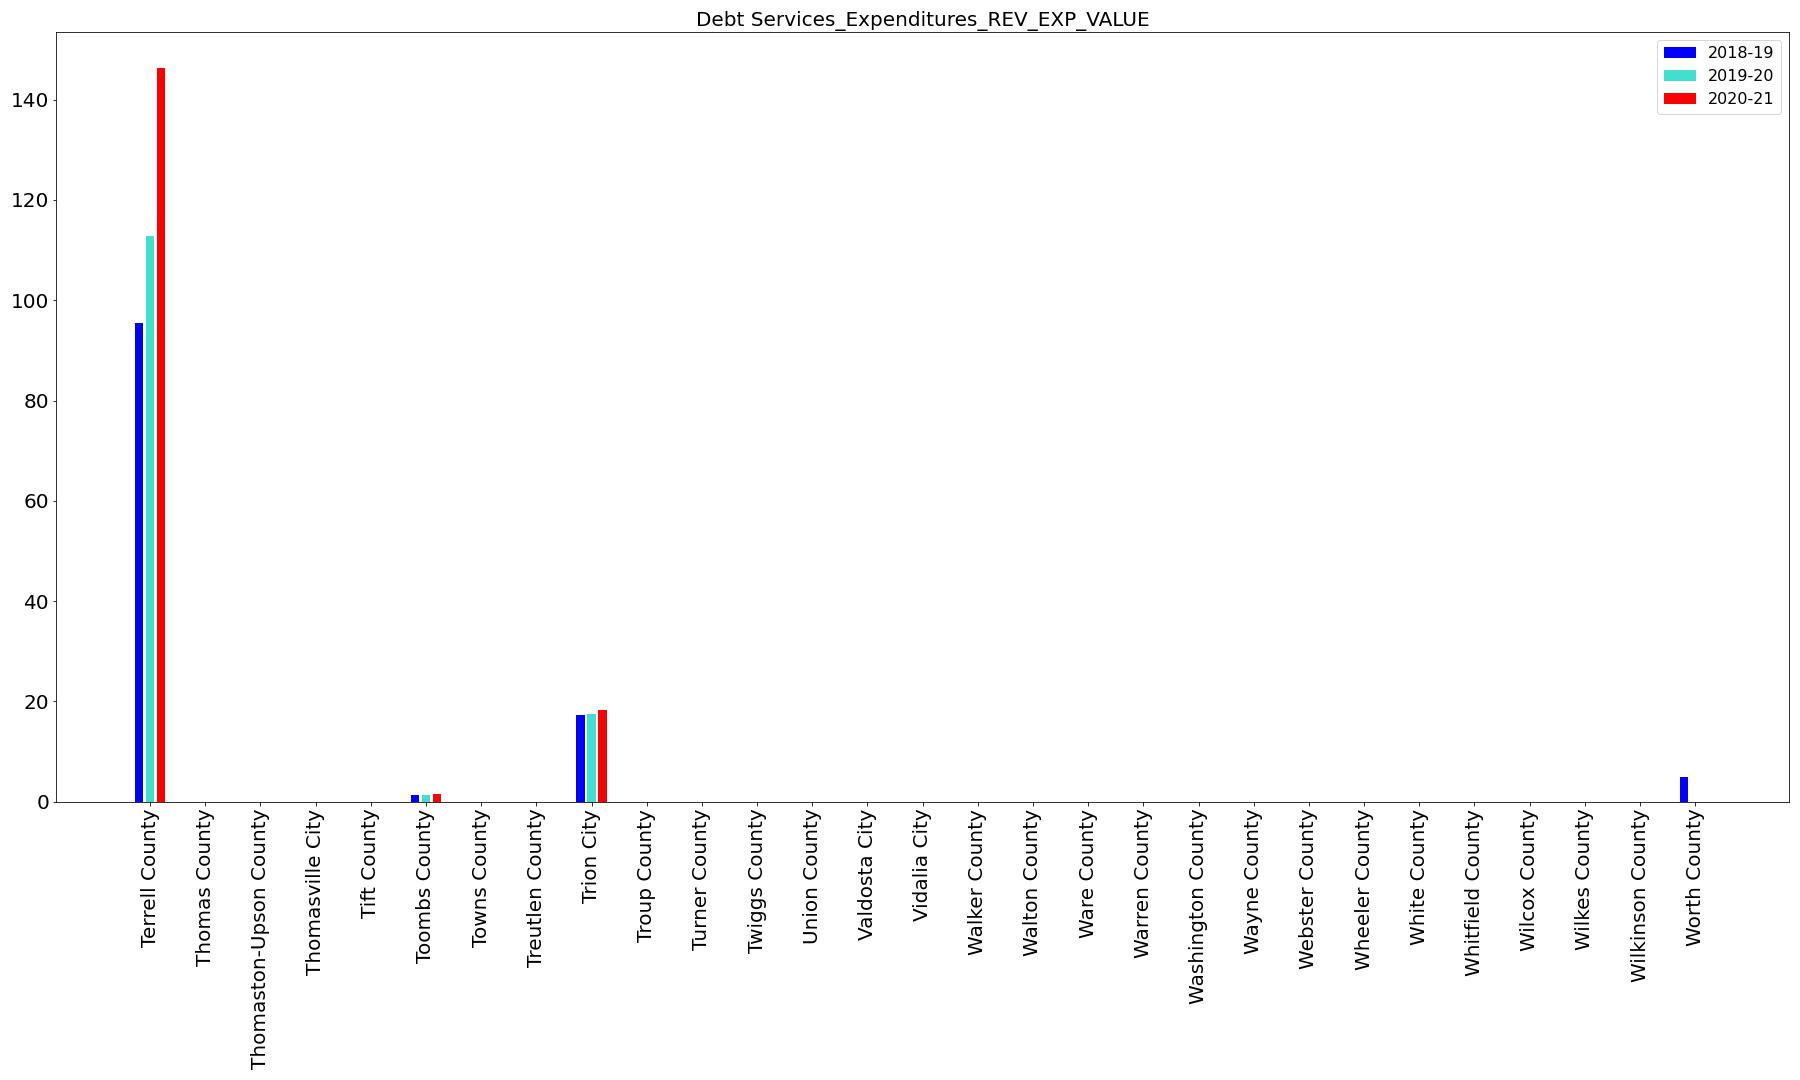 Debt Services_Expenditures_REV_EXP_VALUE
2018-19
2019-20
2020-21
140
120
100
80
60
40
20
0
Terrell County
Thomas County
Thomaston-Upson County
Thomasville City
Tift County
Toombs County
Towns County
Treutlen County
Trion City
Troup County
Turner County
Twiggs County
Union County
Valdosta City
Vidalia City
Walker County
Walton County
Ware County
Warren County
Washington County
Wayne County
Webster County
Wheeler County
White County
Whitfield County
Wilcox County
Wilkes County
Wilkinson County
Worth County